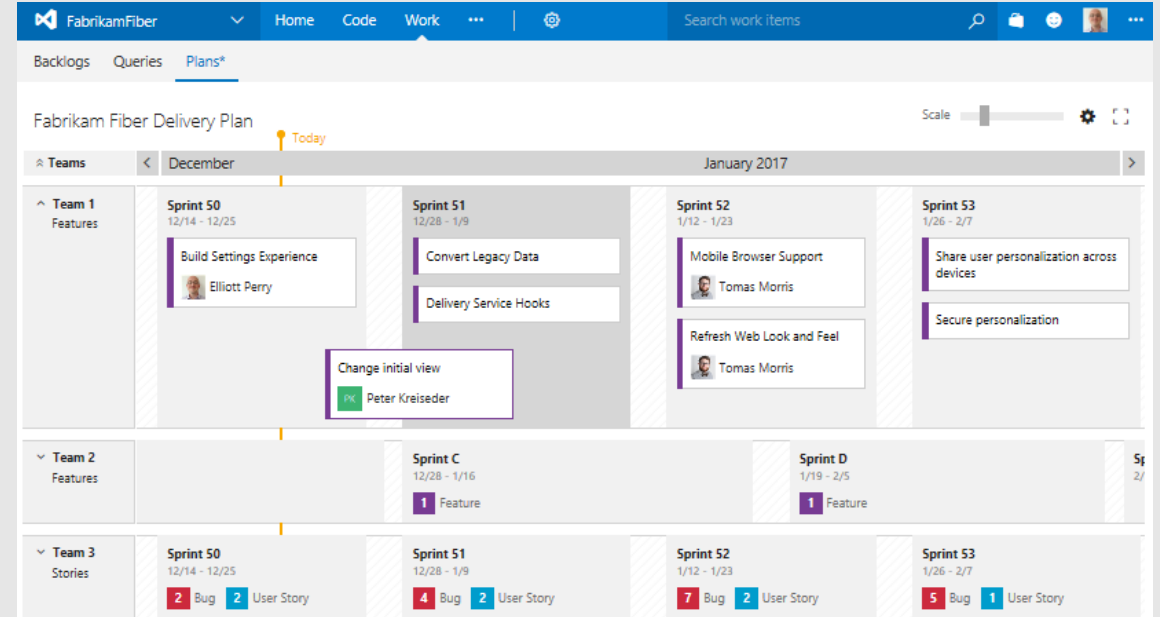 FabrikamFiber Home Code Work Search work items
Backlogs Queries Plans*
Fabrikam Fiber Delivery Plan
Scale
Today
Teams December January 2017
Team 1 Sprint 50 Sprint 51 Sprint 52 Sprint 53
Features 12/14 - 12/25 12/28 - 1/9 1/12 - 1/23 1/26 - 2/7
Build Settings Experience Convert Legacy Data Mobile Browser Support Share user personalization across
devices
Elliott Perry Tomas Morris
Delivery Service Hooks
Secure personalization
Refresh Web Look and Feel
Change initial view Tomas Morris
PK Peter Kreiseder
Team 2 Sprint C Sprint D Sp
Features 12/28 - 1/16 1/19 - 2/5 2/
1 Feature 1 Feature
Team 3 Sprint 50 Sprint 51 Sprint 52 Sprint 53
Stories 12/14 - 12/25 12/28 - 1/9 1/12 - 1/23 1/26 - 2/7
2 Bug 2 User Story 4 Bug 2 User Story 7 Bug 2 User Story 5 Bug 1 User Story